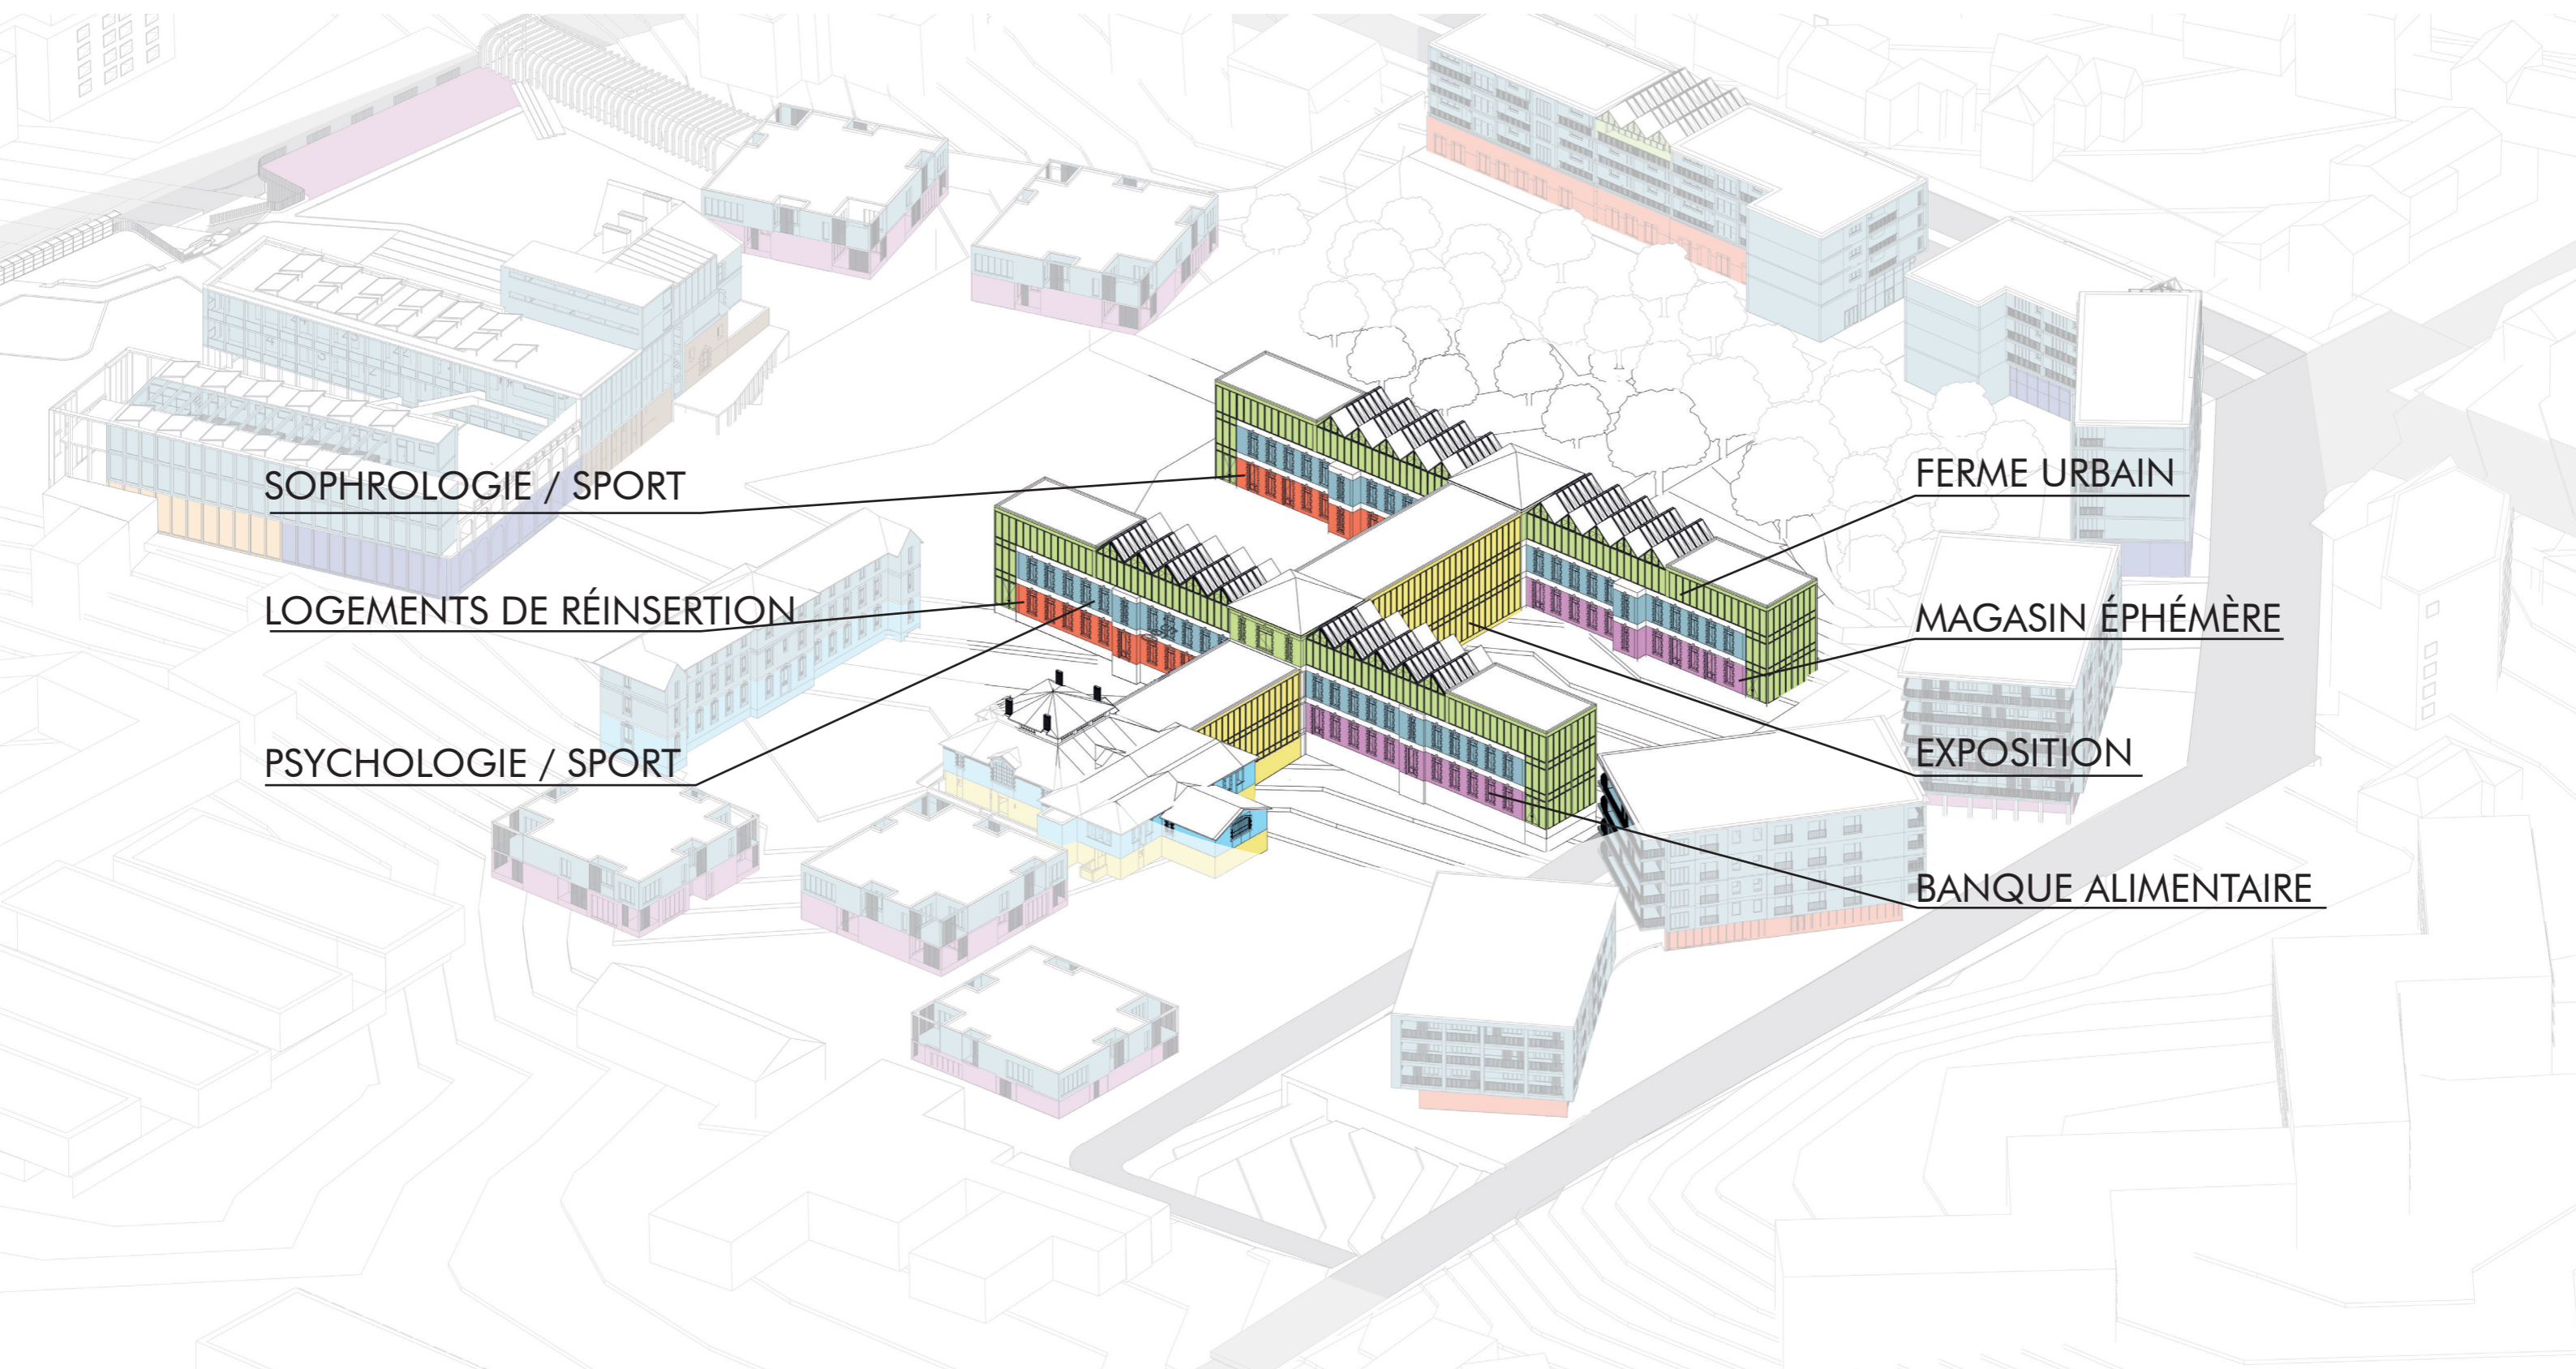 SOPHROLOGIE / SPORT
LOGEMENTS DE RÉINSERTION
PSYCHOLOGIE / SPORT
FERME URBAIN
MAGASIN ÉPHÉMÈRE
EXPOSITION
BANQUE ALIMENTAIRE